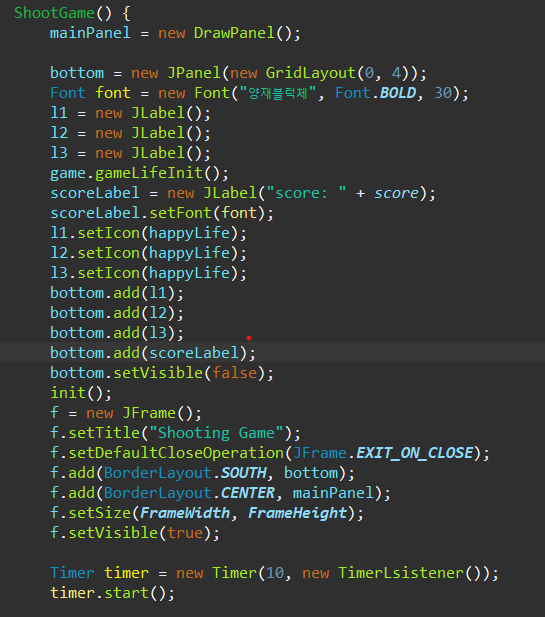 ShootGame() {
mainPanel = new DrawPanel();
bottom = new JPanel(new GridLayout(0, 4));
Font font = new Font("양재블럭체", Font.BOLD, 30);
l1 = new JLabel();
l2 = new JLabel();
l3 = new JLabel();
game.gameLifeInit();
scoreLabel = new JLabel("score: " + score);
scoreLabel.setFont(font);
l1.setIcon(happyLife);
l2.setIcon(happyLife);
l3.setIcon(happyLife);
bottom.add(l1);
bottom.add(l2);
bottom.add(l3);
bottom.add(scoreLabel);
bottom.setVisible(false);
init();
f = new JFrame();
f.setTitle("Shooting Game");
f.setDefaultCloseOperation(JFrame.EXIT_ON_CLOSE);
f.add(BorderLayout.SOUTH, bottom);
f.add(BorderLayout.CENTER, mainPanel);
f.setSize(FrameWidth, FrameHeight);
f.setVisible(true);
Timer timer = new Timer(10, new TimerLsistener());
timer.start();